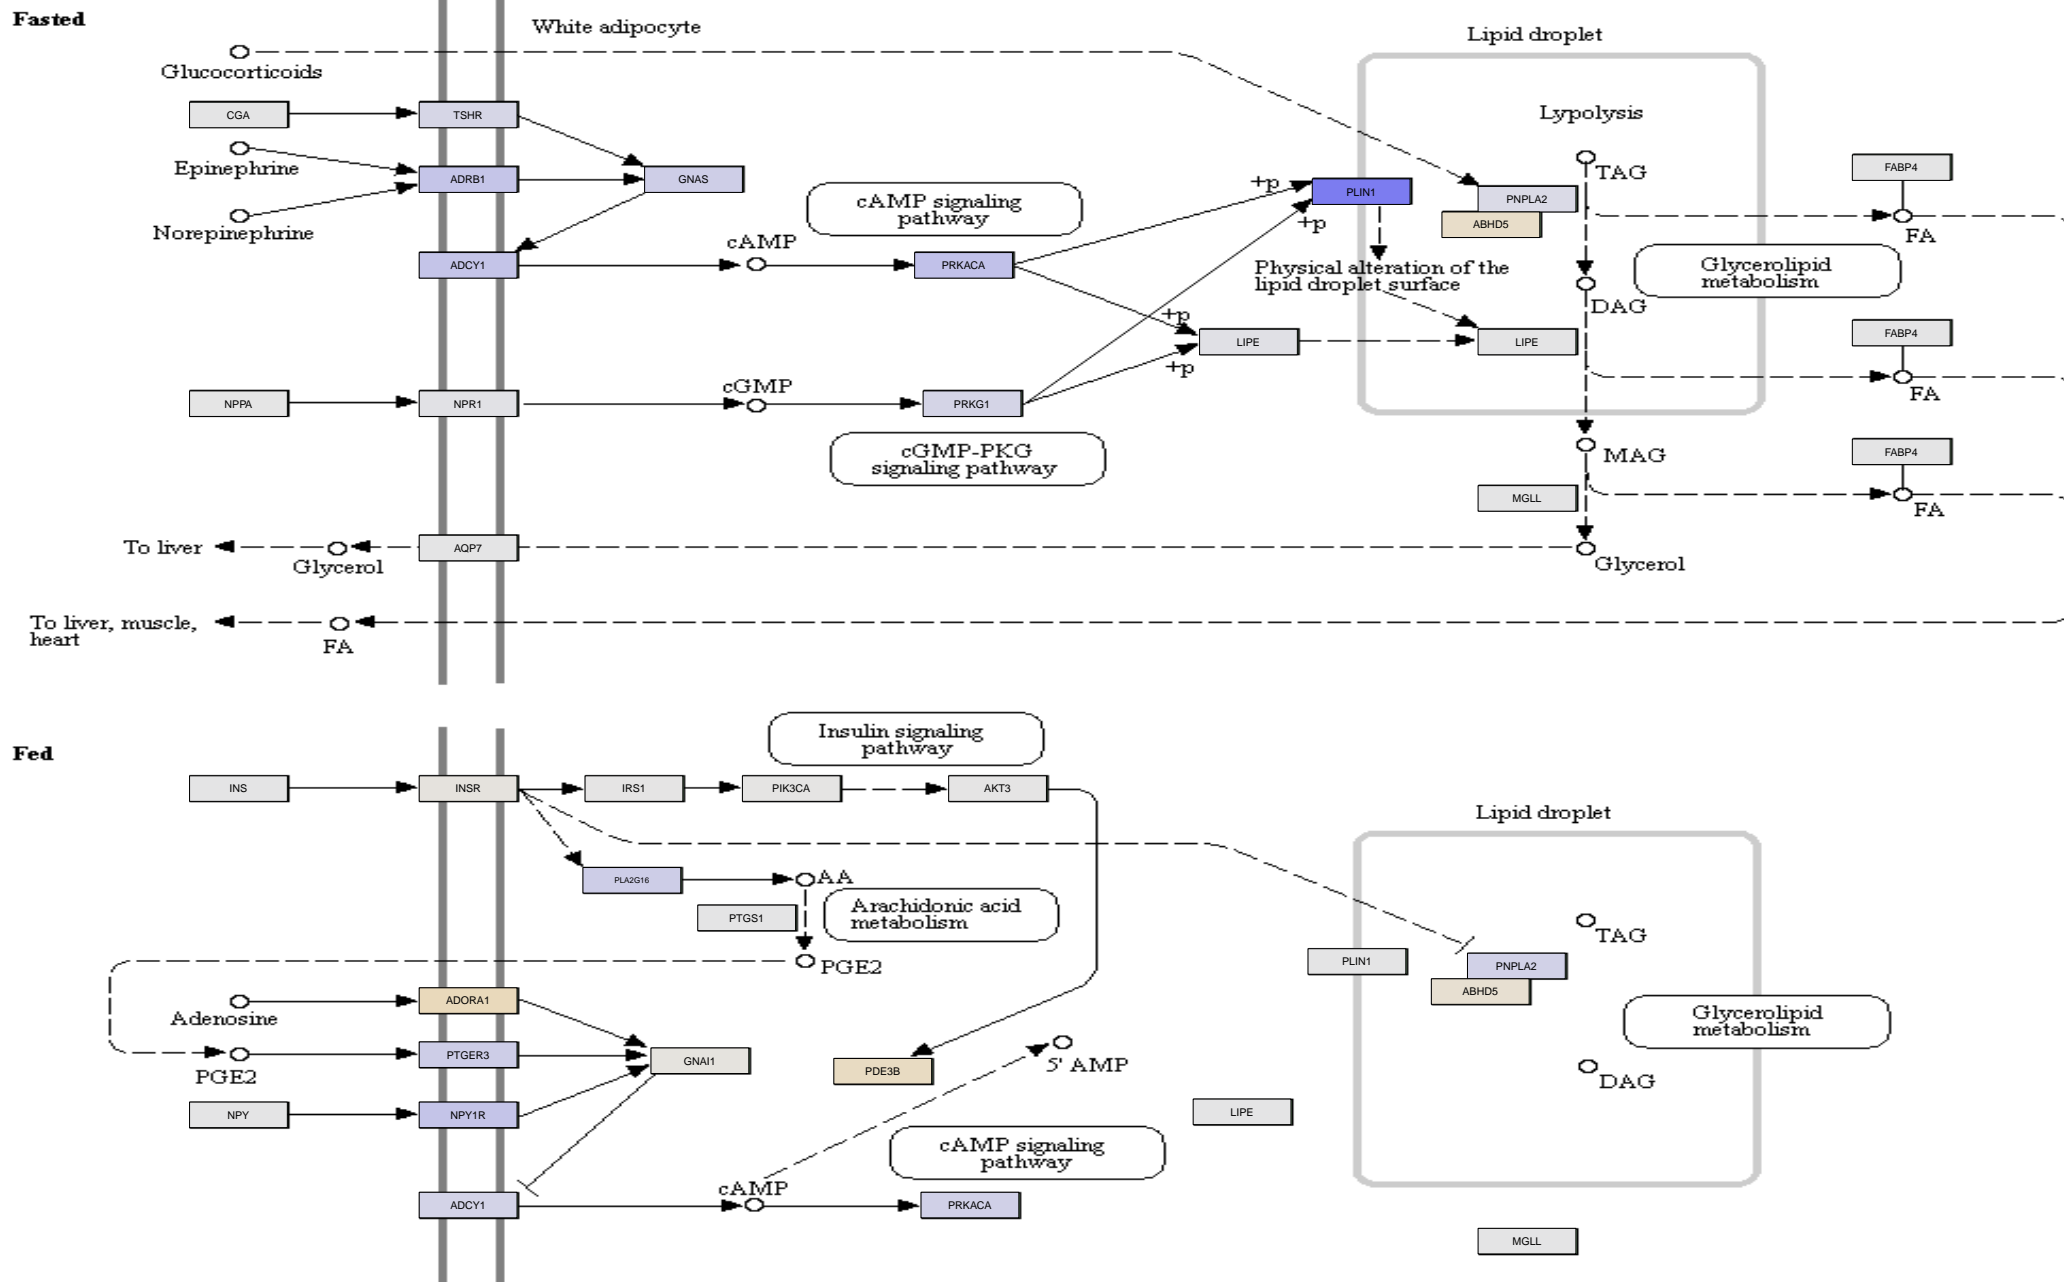 Fasted
White adipocyte
Lipid droplet
Glucocorticoids
CGA
TSHR
Lypolysis
Epinephrine
ADRB1
GNAS
cAMP signaling
pathway
+p
PLIN1
PNPLA2
ABHD5
TAG
FABP4
Norepinephrine
+p
FA
ADCY1
cAMP
PRKACA
Physical alteration of the
lipid droplet surface
Glycerolipid
metabolism
DAG
+p
LIPE
LIPE
FABP4
+p
NPPA
NPR1
cGMP
PRKG1
FA
cGMP-PKG
signaling pathway
MAG
FABP4
MGLL
FA
To liver
Glycerol
AQP7
Glycerol
To liver, muscle,
heart
FA
Fed
Insulin signaling
pathway
INS
INSR
IRS1
PIK3CA
AKT3
Lipid droplet
PLA2G16
AA
PTGS1
Arachidonic acid
metabolism
PGE2
TAG
PLIN1
PNPLA2
ABHD5
ADORA1
Adenosine
Glycerolipid
metabolism
PTGER3
GNAI1
PDE3B
5' AMP
PGE2
DAG
NPY
NPY1R
LIPE
cAMP signaling
pathway
ADCY1
cAMP
PRKACA
MGLL